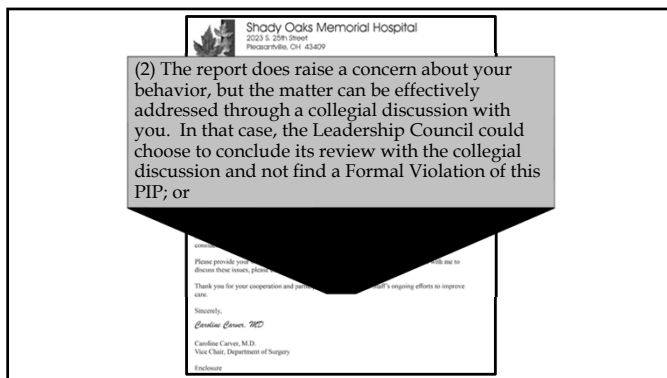 Shady Oaks Memorial Hospital
2023 S. 25th Street
Pleasantville, OH 43409
(2) The report does raise a concern about your
behavior, but the matter can be effectively
addressed through a collegial discussion with
you. In that case, the Leadership Council could
choose to conclude its review with the collegial
discussion and not find a Formal Violation of this
PIP; or
Please provide your with me to
discuss these issues, please
Thank you for your cooperation and staff's ongoing efforts to improve
care.
Sincerely,
Caroline Carver, MD
Caroline Carver, M.D.
Vice Chair, Department of Surgery
Enclosure